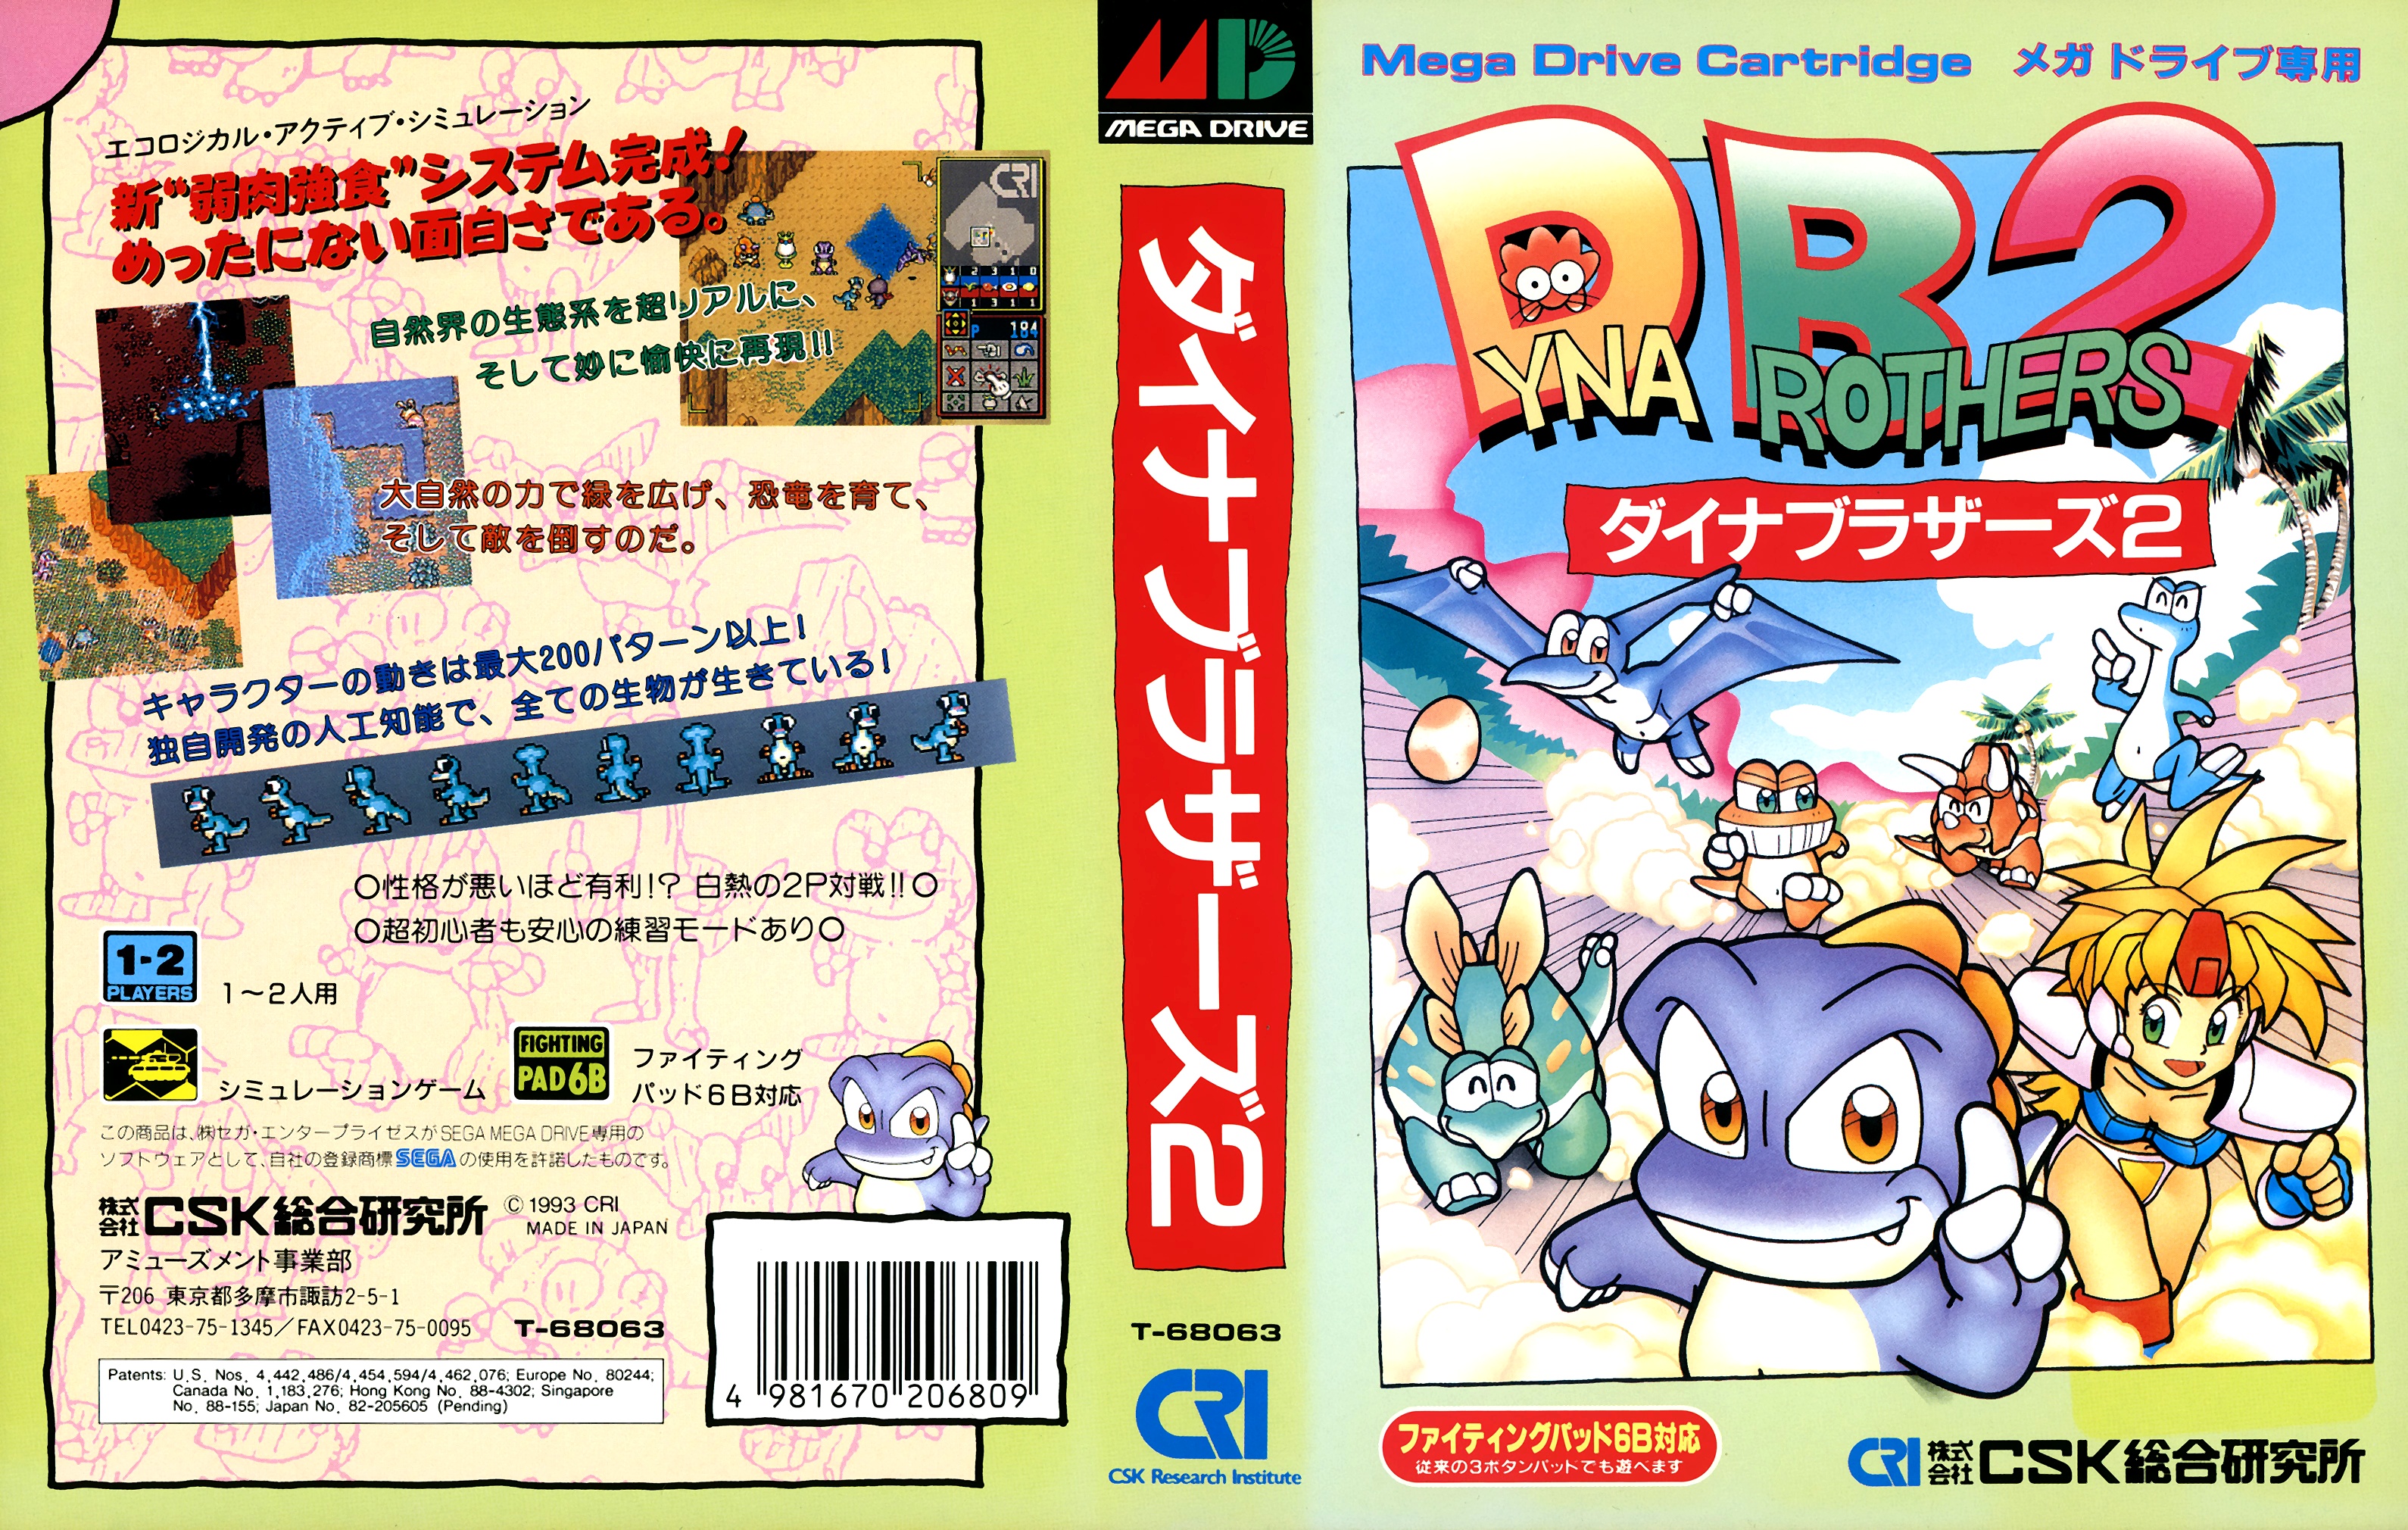 エコロジカル・アクティブ・シミュレーション
新“弱肉強食”システム完成！
めったにない面白さである。
自然界の生態系を超リアルに、
そして妙に愉快に再現!!
CRI
2 3 1 0
1 3 1 1
P 184
大自然の力で緑を広げ、恐竜を育て、
そして敵を倒すのだ。
キャラクターの動きは最大200パターン以上！
独自開発の人工知能で、全ての生物が生きている！
○性格が悪いほど有利!? 白熱の2P対戦!!○
○超初心者も安心の練習モードあり○
1-2
PLAYERS
1～2人用
シミュレーションゲーム
FIGHTING
PAD 6B
ファイティング
パッド6B対応
この商品は、㈱セガ・エンタープライゼスがSEGA MEGA DRIVE専用の
ソフトウェアとして、自社の登録商標SEGAの使用を許諾したものです。
株式会社CSK総合研究所
© 1993 CRI
MADE IN JAPAN
アミューズメント事業部
〒206 東京都多摩市諏訪2-5-1
TEL0423-75-1345／FAX0423-75-0095
T-68063
Patents: U.S. Nos. 4,442,486/4,454,594/4,462,076; Europe No. 80244;
Canada No. 1,183,276; Hong Kong No. 88-4302; Singapore
No. 88-155; Japan No. 82-205605 (Pending)
4 981670 206809
MD
MEGA DRIVE
ダイナブラザーズ2
T-68063
CRI
CSK Research Institute
Mega Drive Cartridge メガドライブ専用
DYNA BROTHERS 2
ダイナブラザーズ2
ファイティングパッド6B対応
従来の3ボタンパッドでも遊べます
CRI 株式会社CSK総合研究所